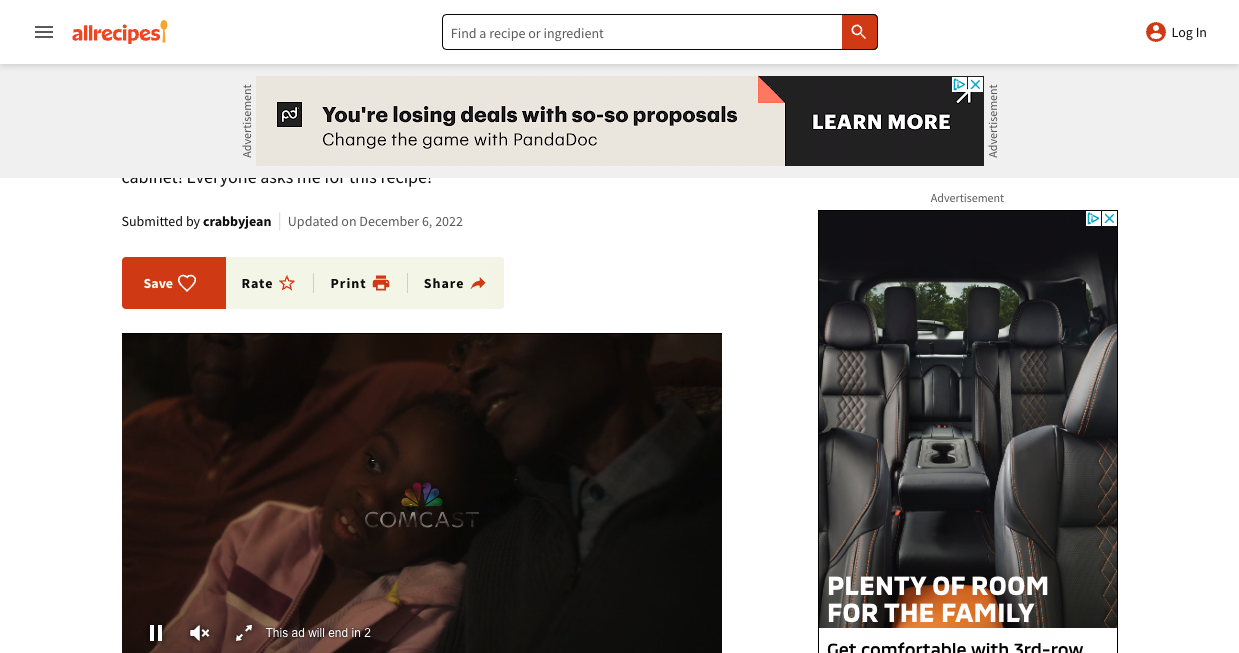 allrecipes
Find a recipe or ingredient
Log In
Advertisement
pd
You're losing deals with so-so proposals
Change the game with PandaDoc
LEARN MORE
Advertisement
cabinet! Everyone asks me for this recipe!
Submitted by crabbyjean
Updated on December 6, 2022
Advertisement
Save
Rate
Print
Share
COMCAST
This ad will end in 2
PLENTY OF ROOM
FOR THE FAMILY
Get comfortable with 3rd-row